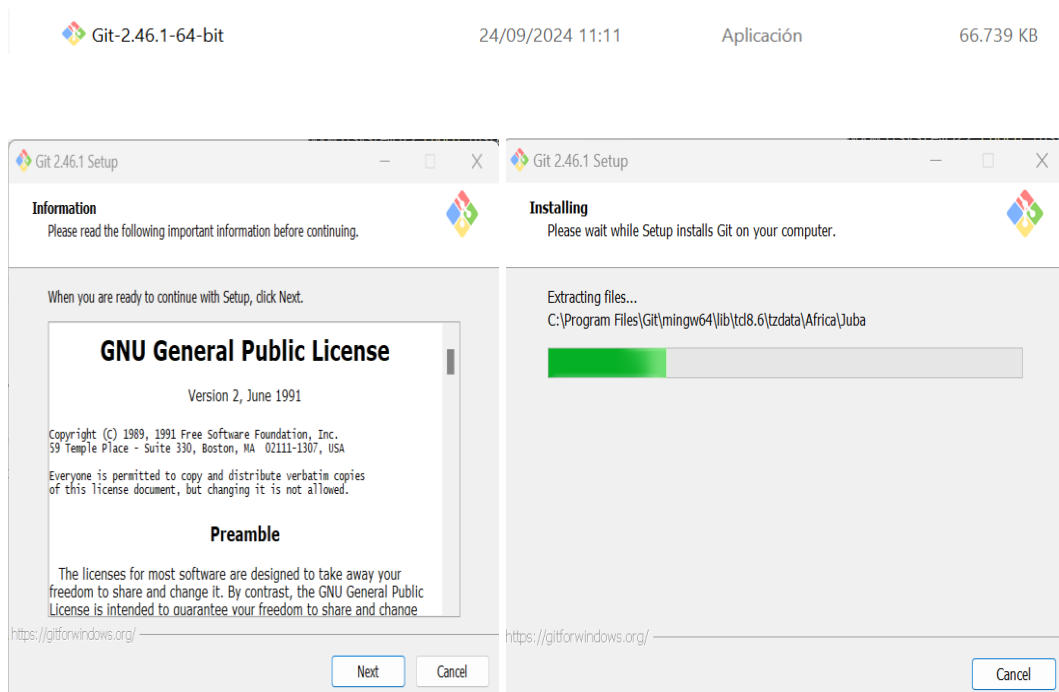 Git-2.46.1-64-bit 24/09/2024 11:11 Aplicación 66.739 KB
Git 2.46.1 Setup
Information
Please read the following important information before continuing.
When you are ready to continue with Setup, click Next.
GNU General Public License
Version 2, June 1991
Copyright (C) 1989, 1991 Free Software Foundation, Inc.
59 Temple Place - Suite 330, Boston, MA 02111-1307, USA
Everyone is permitted to copy and distribute verbatim copies
of this license document, but changing it is not allowed.
Preamble
The licenses for most software are designed to take away your
freedom to share and change it. By contrast, the GNU General Public
License is intended to guarantee your freedom to share and change
https://gitforwindows.org/
Next Cancel
Git 2.46.1 Setup
Installing
Please wait while Setup installs Git on your computer.
Extracting files...
C:\Program Files\Git\mingw64\lib\tcl8.6\tzdata\Africa\Juba
https://gitforwindows.org/
Cancel